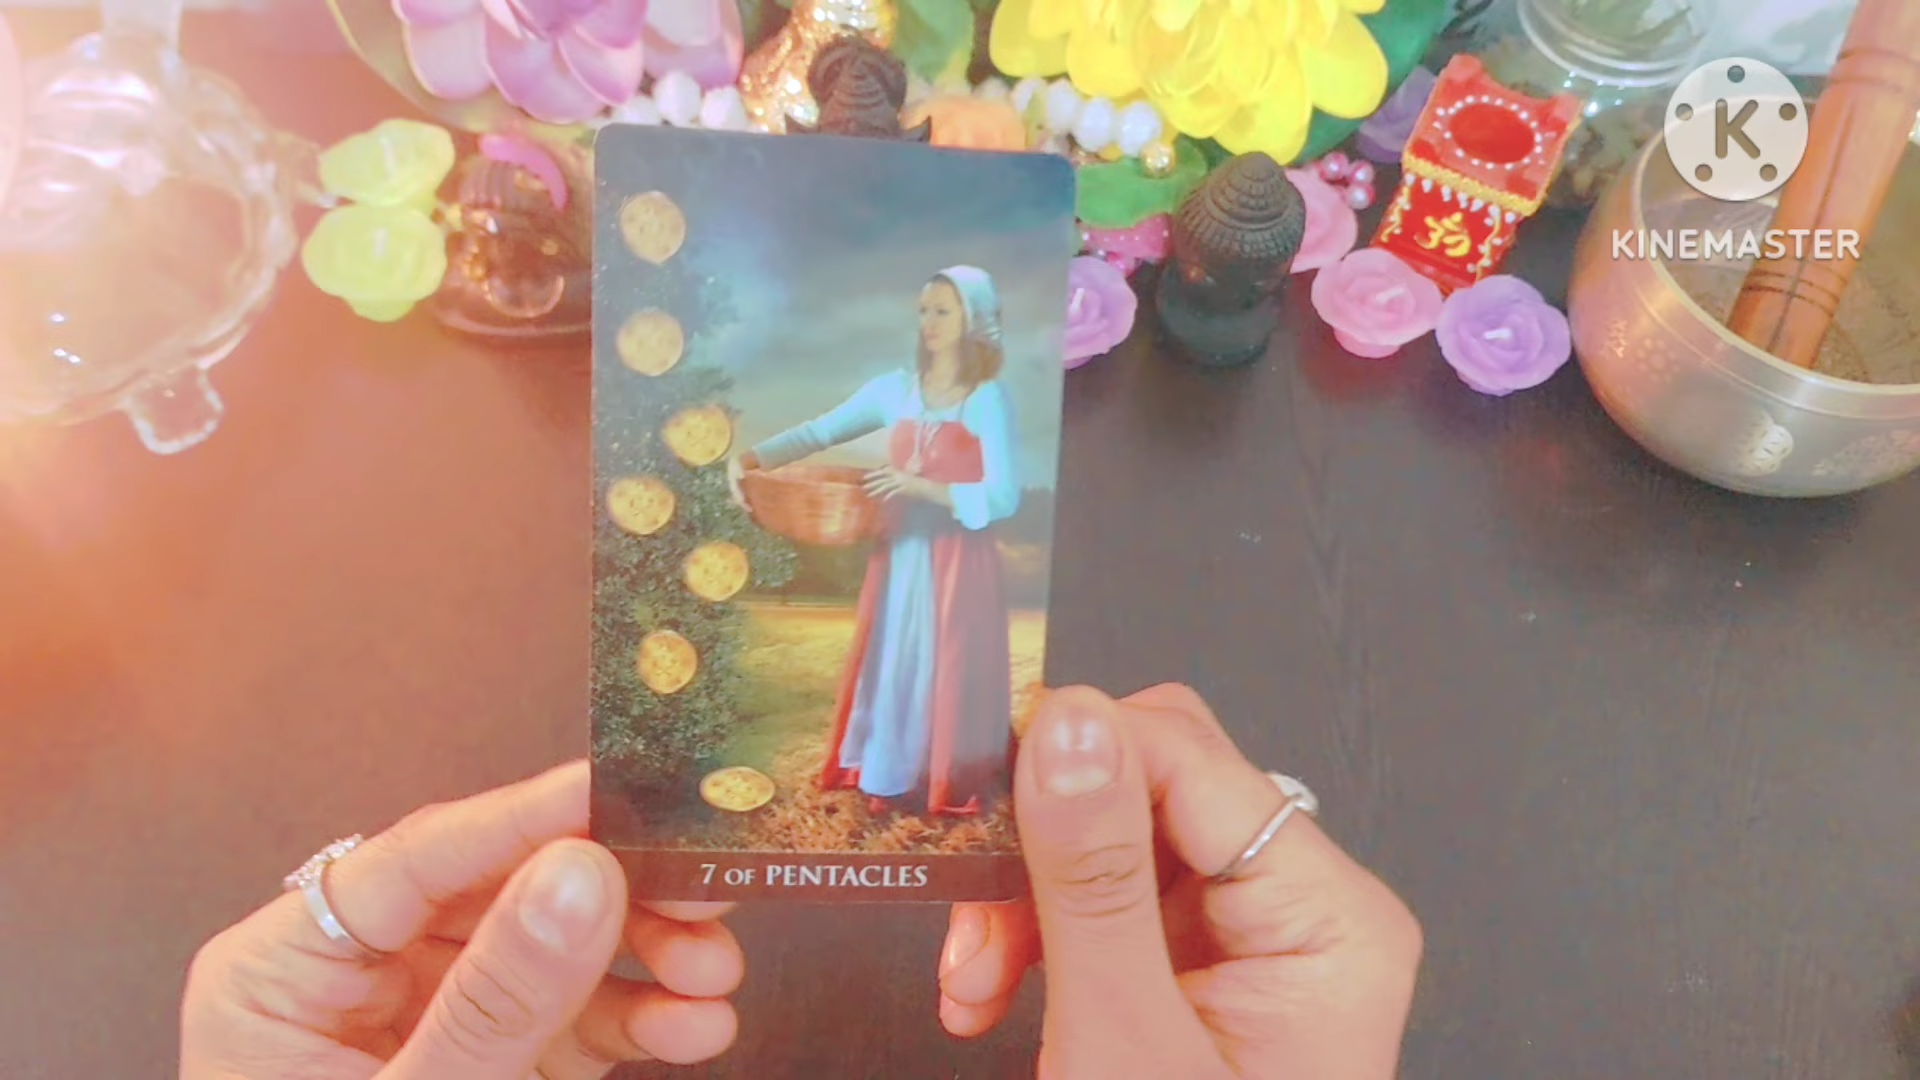 K
KINEMASTER
ॐ
7 OF PENTACLES